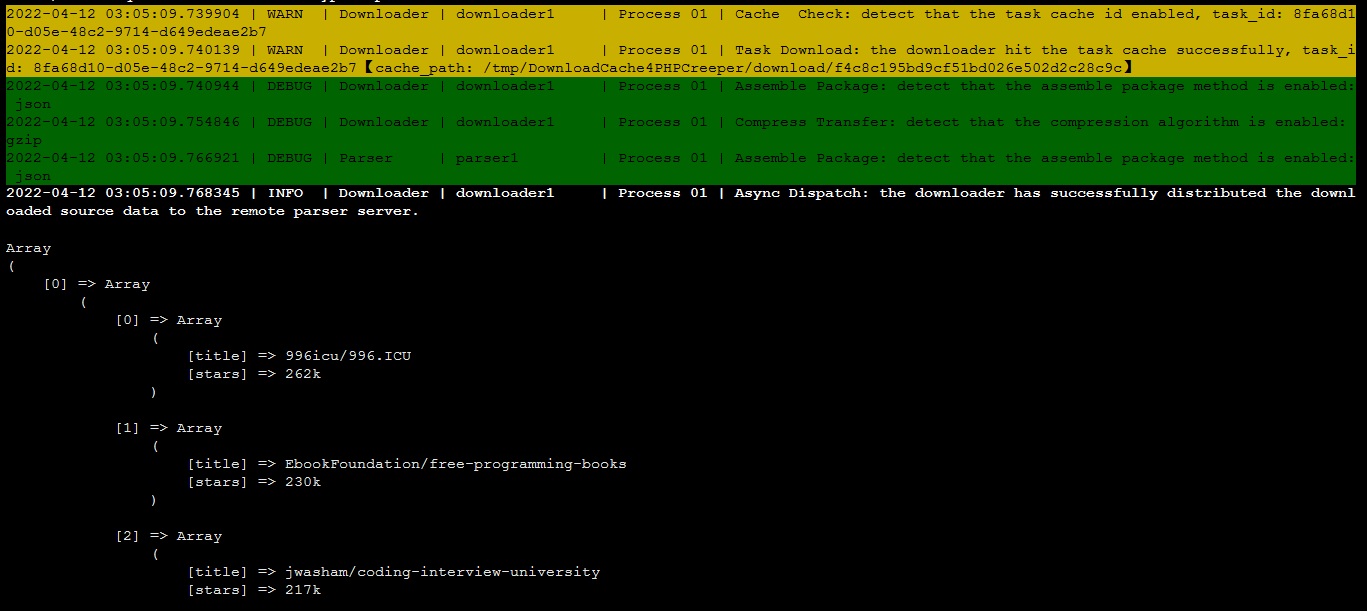 2022-04-12 03:05:09.739904 | WARN | Downloader | downloader1 | Process 01 | Cache Check: detect that the task cache id enabled, task_id: 8fa68d1
0-d05e-48c2-9714-d649edeae2b7
2022-04-12 03:05:09.740139 | WARN | Downloader | downloader1 | Process 01 | Task Download: the downloader hit the task cache successfully, task_i
d: 8fa68d10-d05e-48c2-9714-d649edeae2b7【cache_path: /tmp/DownloadCache4PHPCreeper/download/f4c8c195bd9cf51bd026e502d2c28c9c】
2022-04-12 03:05:09.740944 | DEBUG | Downloader | downloader1 | Process 01 | Assemble Package: detect that the assemble package method is enabled:
json
2022-04-12 03:05:09.754846 | DEBUG | Downloader | downloader1 | Process 01 | Compress Transfer: detect that the compression algorithm is enabled:
gzip
2022-04-12 03:05:09.766921 | DEBUG | Parser | parser1 | Process 01 | Assemble Package: detect that the assemble package method is enabled:
json
2022-04-12 03:05:09.768345 | INFO | Downloader | downloader1 | Process 01 | Async Dispatch: the downloader has successfully distributed the downl
oaded source data to the remote parser server.
Array
(
[0] => Array
(
[0] => Array
(
[title] => 996icu/996.ICU
[stars] => 262k
)
[1] => Array
(
[title] => EbookFoundation/free-programming-books
[stars] => 230k
)
[2] => Array
(
[title] => jwasham/coding-interview-university
[stars] => 217k